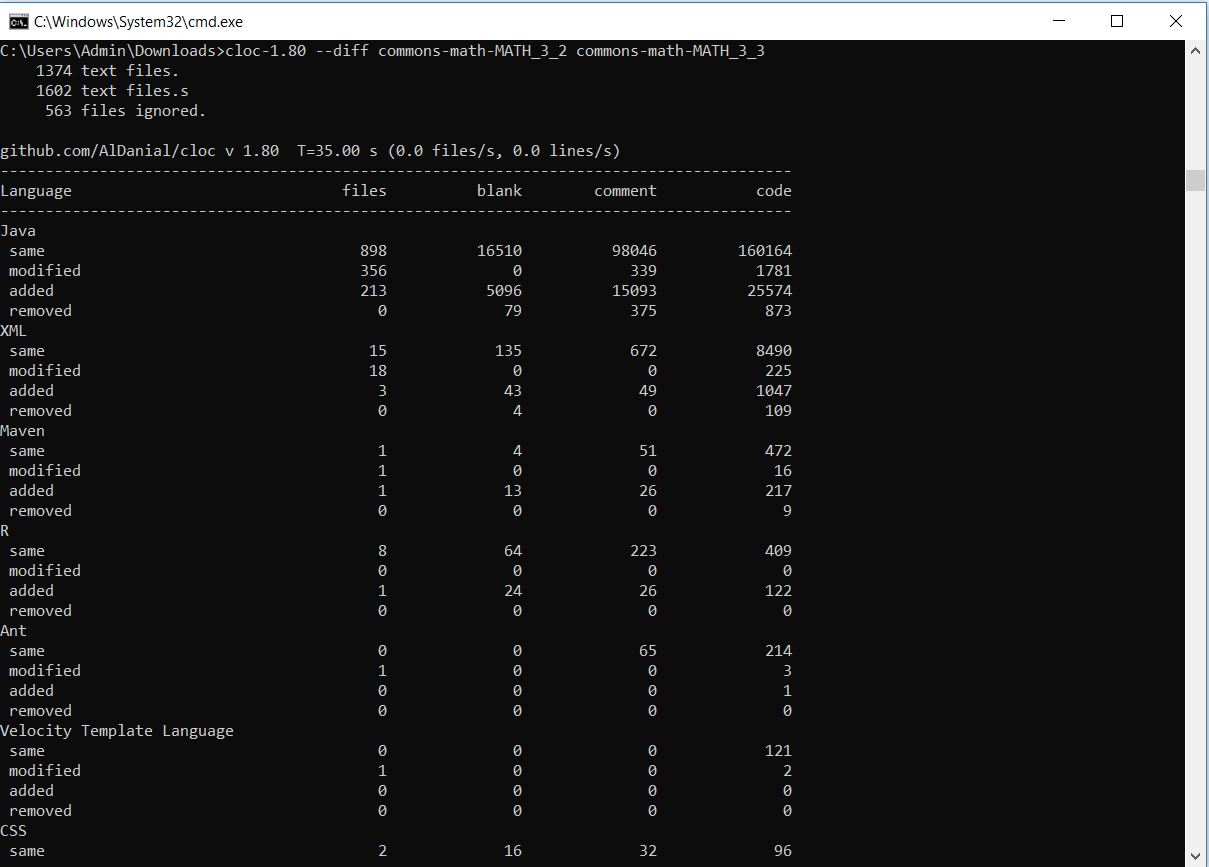 C:\Windows\System32\cmd.exe
C:\Users\Admin\Downloads>cloc-1.80 --diff commons-math-MATH_3_2 commons-math-MATH_3_3
    1374 text files.
    1602 text files.s
     563 files ignored.
github.com/AlDanial/cloc v 1.80  T=35.00 s (0.0 files/s, 0.0 lines/s)
----------------------------------------------------------------------------------------
Language                              files          blank        comment           code
----------------------------------------------------------------------------------------
Java
 same                                   898          16510          98046         160164
 modified                               356              0            339           1781
 added                                  213           5096          15093          25574
 removed                                  0             79            375            873
XML
 same                                    15            135            672           8490
 modified                                18              0              0            225
 added                                    3             43             49           1047
 removed                                  0              4              0            109
Maven
 same                                     1              4             51            472
 modified                                 1              0              0             16
 added                                    1             13             26            217
 removed                                  0              0              0              9
R
 same                                     8             64            223            409
 modified                                 0              0              0              0
 added                                    1             24             26            122
 removed                                  0              0              0              0
Ant
 same                                     0              0             65            214
 modified                                 1              0              0              3
 added                                    0              0              0              1
 removed                                  0              0              0              0
Velocity Template Language
 same                                     0              0              0            121
 modified                                 1              0              0              2
 added                                    0              0              0              0
 removed                                  0              0              0              0
CSS
 same                                     2             16             32             96